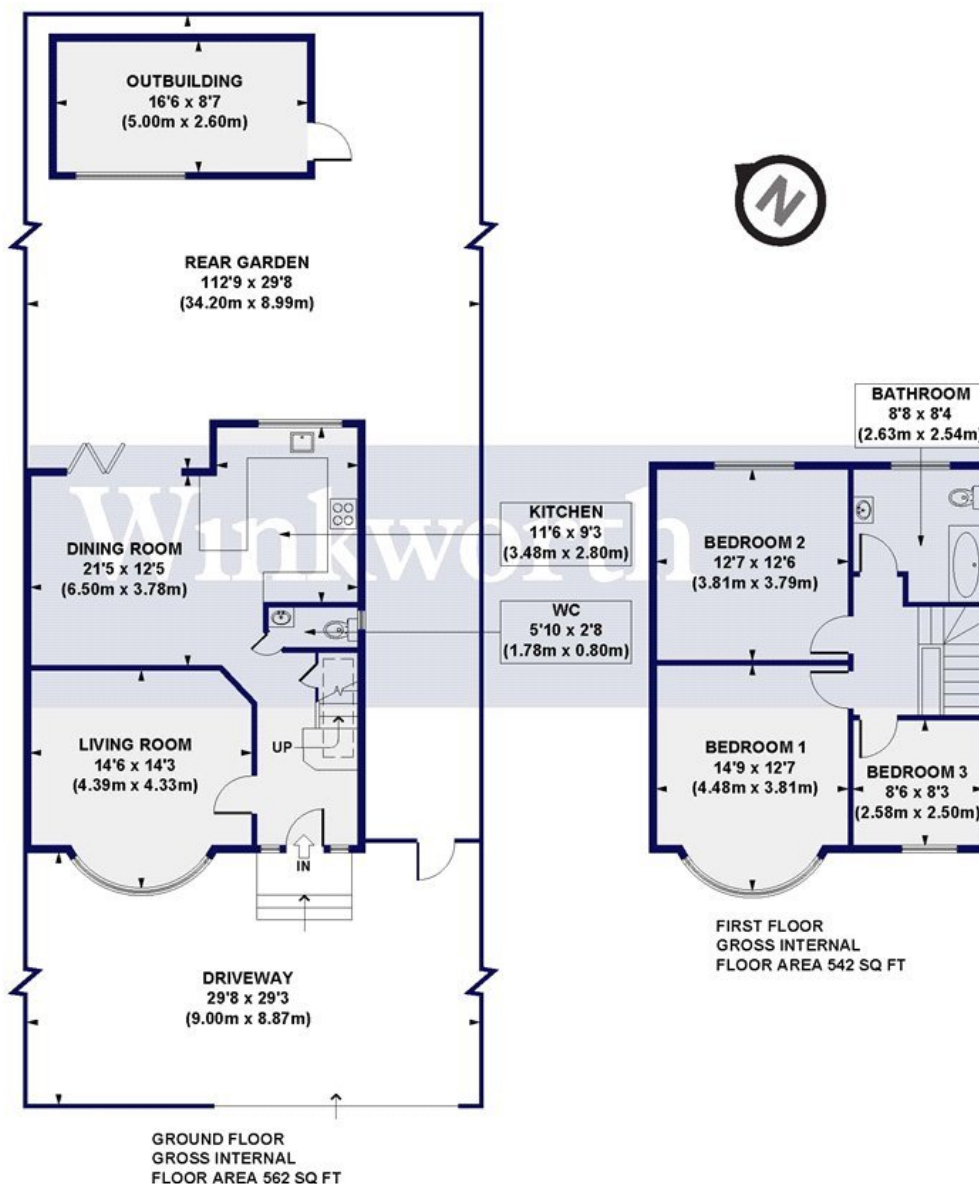 OUTBUILDING
16'6 x 8'7
(5.00m x 2.60m)
N
REAR GARDEN
112'9 x 29'8
(34.20m x 8.99m)
BATHROOM
8'8 x 8'4
(2.63m x 2.54m)
Winkworth
KITCHEN
11'6 x 9'3
(3.48m x 2.80m)
DINING ROOM
21'5 x 12'5
(6.50m x 3.78m)
BEDROOM 2
12'7 x 12'6
(3.81m x 3.79m)
WC
5'10 x 2'8
(1.78m x 0.80m)
LIVING ROOM
14'6 x 14'3
(4.39m x 4.33m)
UP
BEDROOM 1
14'9 x 12'7
(4.48m x 3.81m)
BEDROOM 3
8'6 x 8'3
(2.58m x 2.50m)
IN
FIRST FLOOR
GROSS INTERNAL
FLOOR AREA 542 SQ FT
DRIVEWAY
29'8 x 29'3
(9.00m x 8.87m)
GROUND FLOOR
GROSS INTERNAL
FLOOR AREA 562 SQ FT